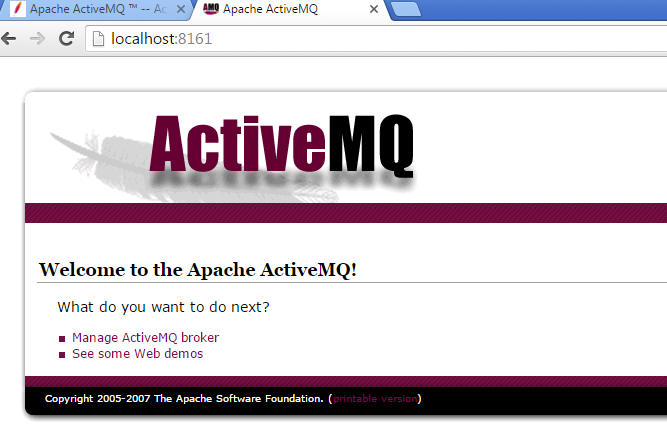 Apache ActiveMQ ™ -- Ac
AMQ Apache ActiveMQ
localhost:8161
ActiveMQ
Welcome to the Apache ActiveMQ!
What do you want to do next?
Manage ActiveMQ broker
See some Web demos
Copyright 2005-2007 The Apache Software Foundation. (printable version)